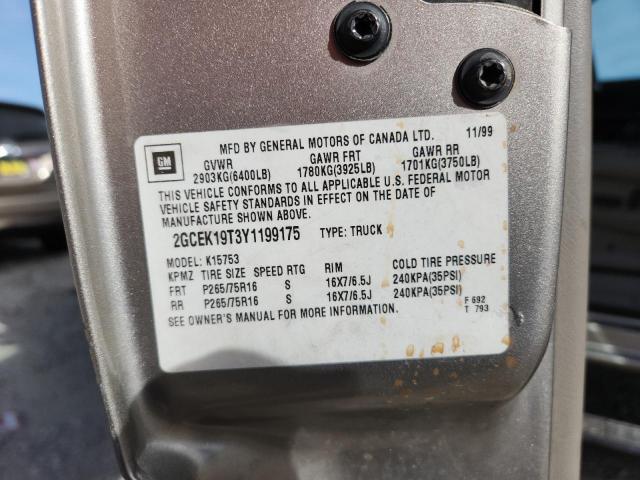 MFD BY GENERAL MOTORS OF CANADA LTD. 11/99
GM
GVWR GAWR FRT GAWR RR
2903KG(6400LB) 1780KG(3925LB) 1701KG(3750LB)
THIS VEHICLE CONFORMS TO ALL APPLICABLE U.S. FEDERAL MOTOR
VEHICLE SAFETY STANDARDS IN EFFECT ON THE DATE OF
MANUFACTURE SHOWN ABOVE.
2GCEK19T3Y1199175 TYPE: TRUCK
MODEL: K15753
KPMZ TIRE SIZE SPEED RTG RIM COLD TIRE PRESSURE
FRT P265/75R16 S 16X7/6.5J 240KPA(35PSI)
RR P265/75R16 S 16X7/6.5J 240KPA(35PSI)
SEE OWNER'S MANUAL FOR MORE INFORMATION.
F 692
T 793